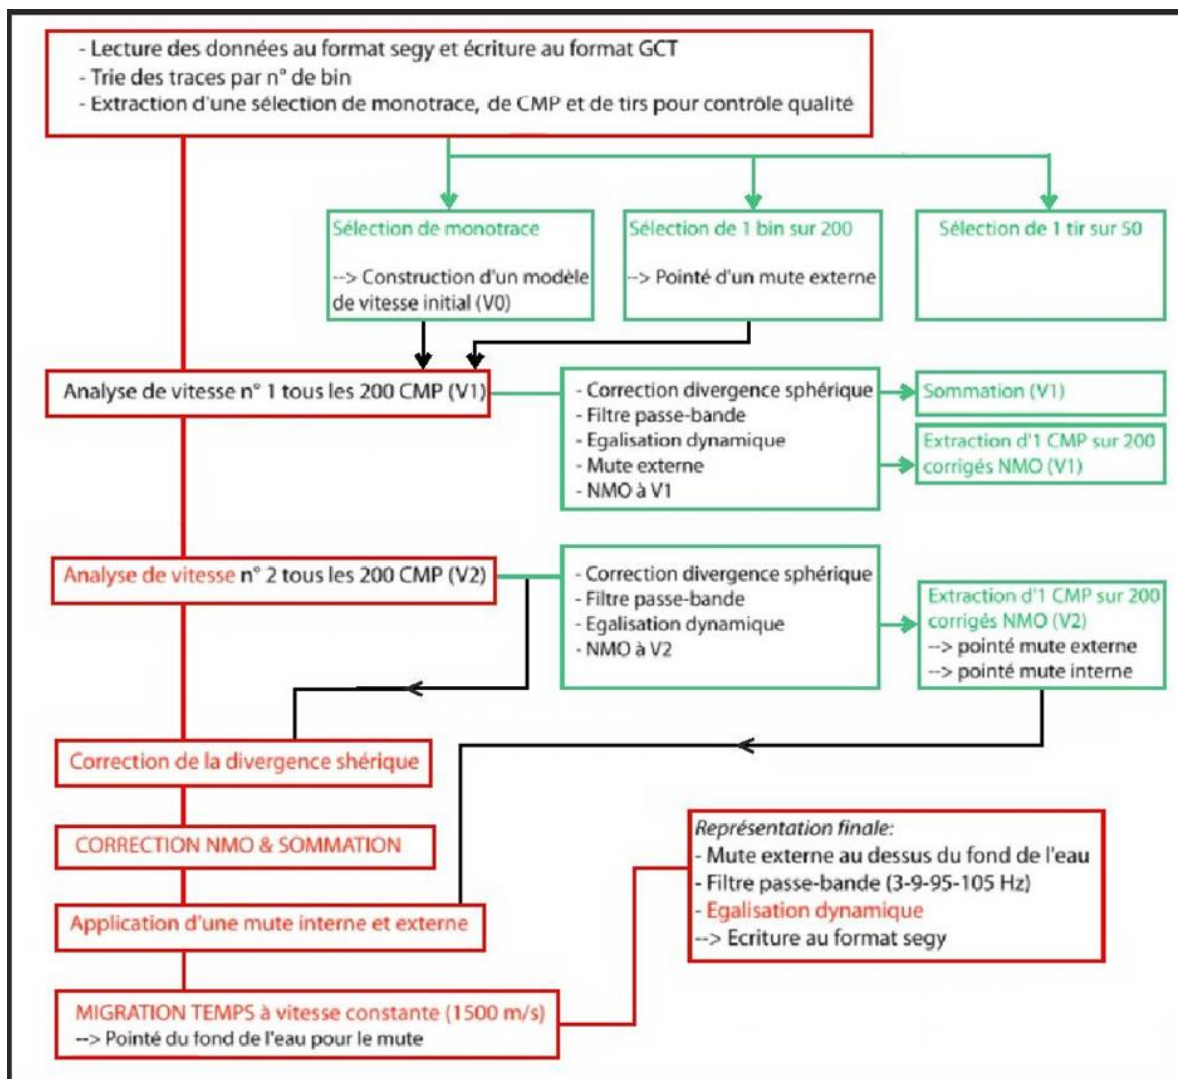 - Lecture des données au format segy et écriture au format GCT
- Trie des traces par n° de bin
- Extraction d'une sélection de monotrace, de CMP et de tirs pour contrôle qualité
Sélection de monotrace
--> Construction d'un modèle
de vitesse initial (V0)
Sélection de 1 bin sur 200
--> Pointé d'un mute externe
Sélection de 1 tir sur 50
Analyse de vitesse n° 1 tous les 200 CMP (V1)
- Correction divergence sphérique
- Filtre passe-bande
- Egalisation dynamique
- Mute externe
- NMO à V1
Sommation (V1)
Extraction d'1 CMP sur 200
corrigés NMO (V1)
Analyse de vitesse n° 2 tous les 200 CMP (V2)
- Correction divergence sphérique
- Filtre passe-bande
- Egalisation dynamique
- NMO à V2
Extraction d'1 CMP sur 200
corrigés NMO (V2)
--> pointé mute externe
--> pointé mute interne
Correction de la divergence shérique
CORRECTION NMO & SOMMATION
Application d'une mute interne et externe
MIGRATION TEMPS à vitesse constante (1500 m/s)
--> Pointé du fond de l'eau pour le mute
Représentation finale:
- Mute externe au dessus du fond de l'eau
- Filtre passe-bande (3-9-95-105 Hz)
- Egalisation dynamique
--> Ecriture au format segy